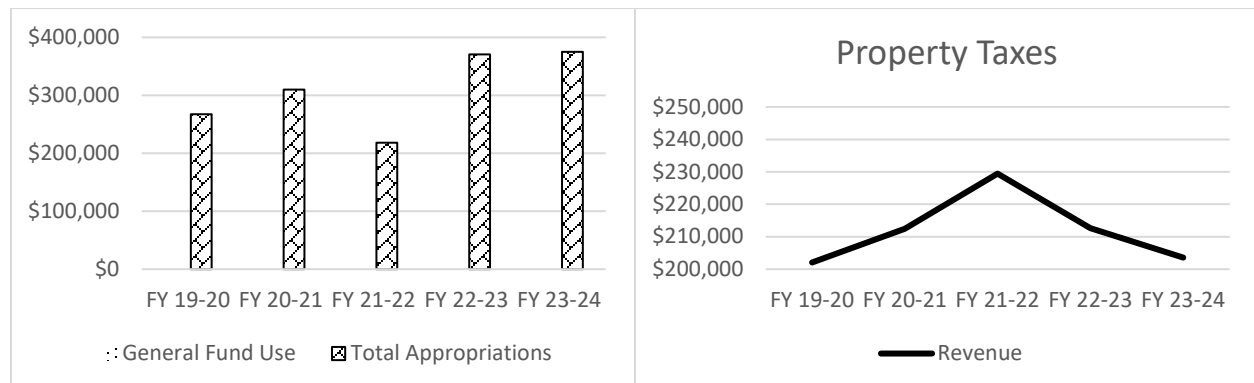 $400,000
$300,000
$200,000
$100,000
$0
FY 19-20 FY 20-21 FY 21-22 FY 22-23 FY 23-24
General Fund Use Total Appropriations
Property Taxes
$250,000
$240,000
$230,000
$220,000
$210,000
$200,000
FY 19-20 FY 20-21 FY 21-22 FY 22-23 FY 23-24
Revenue